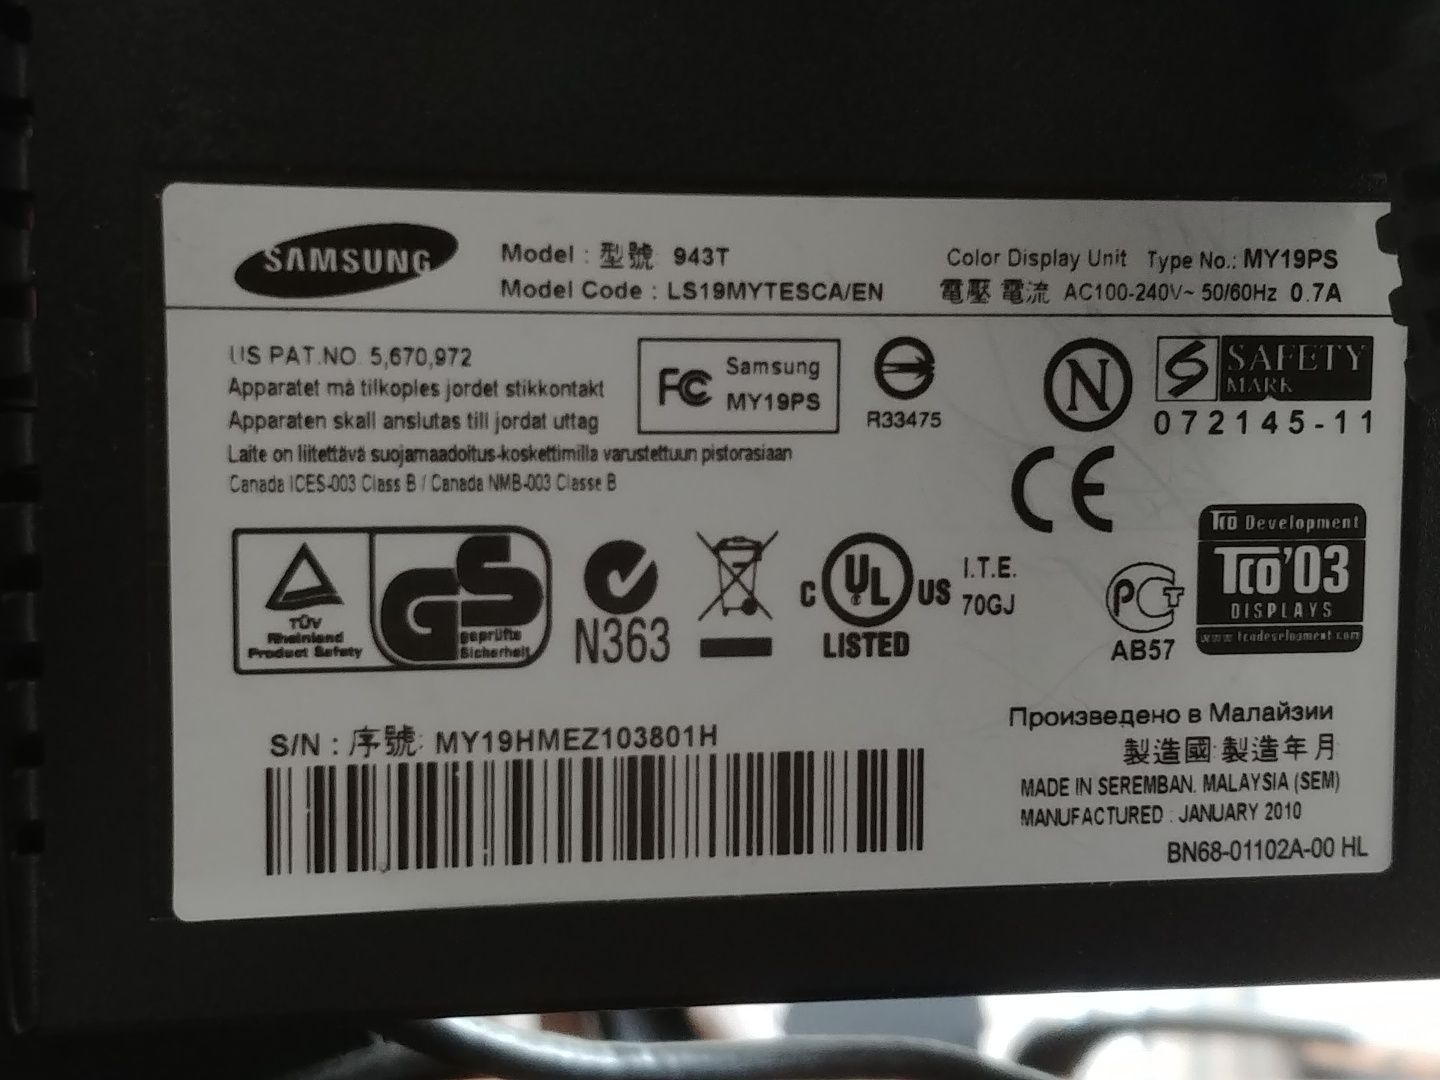 SAMSUNG
Model : 型號 943T
Model Code : LS19MYTESCA/EN
Color Display Unit Type No.: MY19PS
電壓 電流 AC100-240V~ 50/60Hz 0.7A
US PAT.NO. 5,670,972
Apparatet må tilkoples jordet stikkontakt
Apparaten skall anslutas till jordat uttag
Laite on liitettävä suojamaadoitus-koskettimilla varustettuun pistorasiaan
Canada ICES-003 Class B / Canada NMB-003 Classe B
FC Samsung
MY19PS
R33475
N
S SAFETY
MARK
072145-11
CE
TÜV
Rheinland
Product Safety
GS
geprüfte
Sicherheit
N363
C UL US
LISTED
I.T.E.
70GJ
PCT
AB57
TCO Development
TCO'03
DISPLAYS
www.tcodevelopment.com
S/N : 序號: MY19HMEZ103801H
Произведено в Малайзии
製造國 製造年月
MADE IN SEREMBAN. MALAYSIA (SEM)
MANUFACTURED : JANUARY 2010
BN68-01102A-00 HL